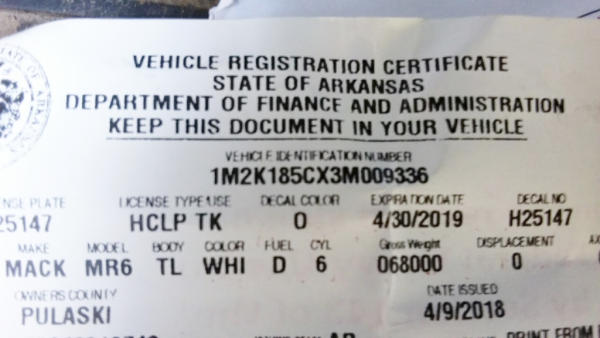 VEHICLE REGISTRATION CERTIFICATE
STATE OF ARKANSAS
DEPARTMENT OF FINANCE AND ADMINISTRATION
KEEP THIS DOCUMENT IN YOUR VEHICLE
VEHICLE IDENTIFICATION NUMBER
1M2K185CX3M009336
NSE PLATE LICENSE TYPE/USE DECAL COLOR EXPIRATION DATE DECAL NO
25147 HCLP TK O 4/30/2019 H25147
MAKE MODEL BODY COLOR FUEL CYL Gross Weight DISPLACEMENT
MACK MR6 TL WHI D 6 068000 0
OWNERS COUNTY DATE ISSUED
PULASKI 4/9/2018